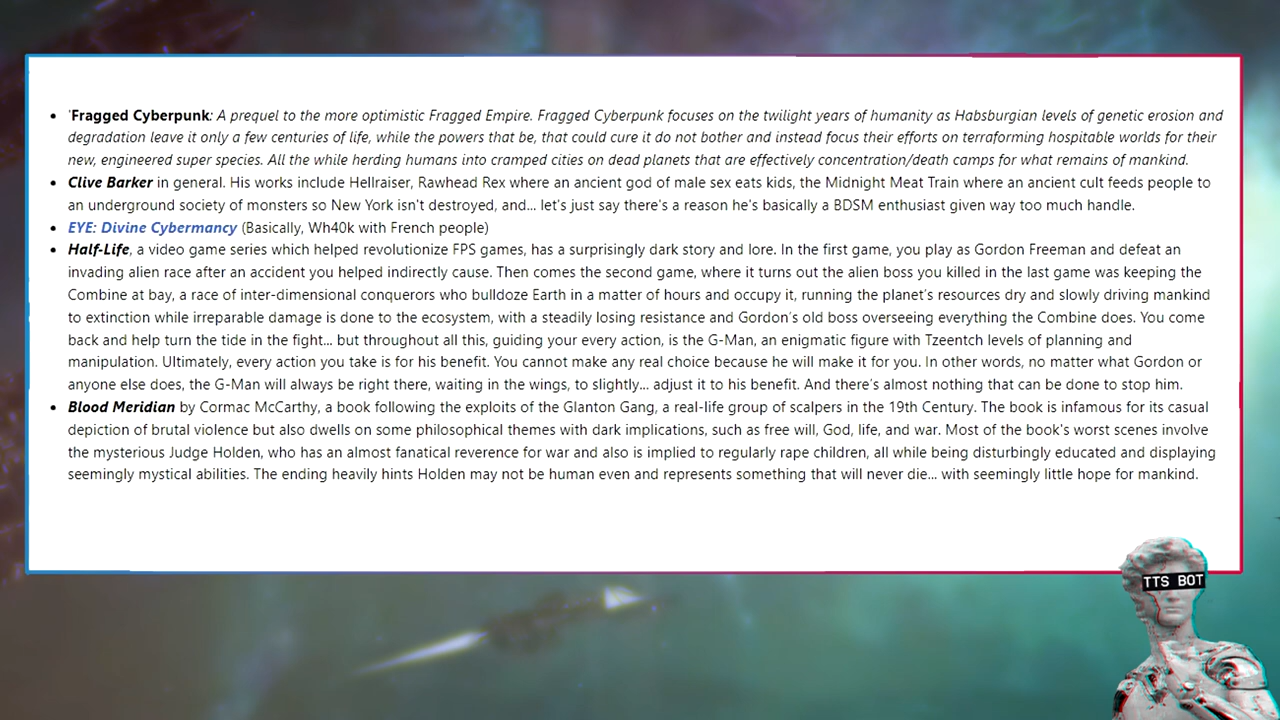 • 'Fragged Cyberpunk: A prequel to the more optimistic Fragged Empire. Fragged Cyberpunk focuses on the twilight years of humanity as Habsburgian levels of genetic erosion and
degradation leave it only a few centuries of life, while the powers that be, that could cure it do not bother and instead focus their efforts on terraforming hospitable worlds for their
new, engineered super species. All the while herding humans into cramped cities on dead planets that are effectively concentration/death camps for what remains of mankind.
• Clive Barker in general. His works include Hellraiser, Rawhead Rex where an ancient god of male sex eats kids, the Midnight Meat Train where an ancient cult feeds people to
an underground society of monsters so New York isn't destroyed, and... let's just say there's a reason he's basically a BDSM enthusiast given way too much handle.
• EYE: Divine Cybermancy (Basically, Wh40k with French people)
• Half-Life, a video game series which helped revolutionize FPS games, has a surprisingly dark story and lore. In the first game, you play as Gordon Freeman and defeat an
invading alien race after an accident you helped indirectly cause. Then comes the second game, where it turns out the alien boss you killed in the last game was keeping the
Combine at bay, a race of inter-dimensional conquerors who bulldoze Earth in a matter of hours and occupy it, running the planet's resources dry and slowly driving mankind
to extinction while irreparable damage is done to the ecosystem, with a steadily losing resistance and Gordon's old boss overseeing everything the Combine does. You come
back and help turn the tide in the fight... but throughout all this, guiding your every action, is the G-Man, an enigmatic figure with Tzeentch levels of planning and
manipulation. Ultimately, every action you take is for his benefit. You cannot make any real choice because he will make it for you. In other words, no matter what Gordon or
anyone else does, the G-Man will always be right there, waiting in the wings, to slightly... adjust it to his benefit. And there's almost nothing that can be done to stop him.
• Blood Meridian by Cormac McCarthy, a book following the exploits of the Glanton Gang, a real-life group of scalpers in the 19th Century. The book is infamous for its casual
depiction of brutal violence but also dwells on some philosophical themes with dark implications, such as free will, God, life, and war. Most of the book's worst scenes involve
the mysterious Judge Holden, who has an almost fanatical reverence for war and also is implied to regularly rape children, all while being disturbingly educated and displaying
seemingly mystical abilities. The ending heavily hints Holden may not be human even and represents something that will never die... with seemingly little hope for mankind.
TTS BOT